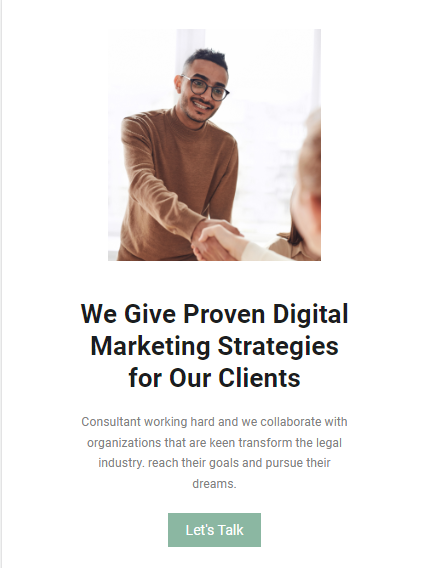 We Give Proven Digital
Marketing Strategies
for Our Clients
Consultant working hard and we collaborate with
organizations that are keen transform the legal
industry. reach their goals and pursue their
dreams.
Let's Talk